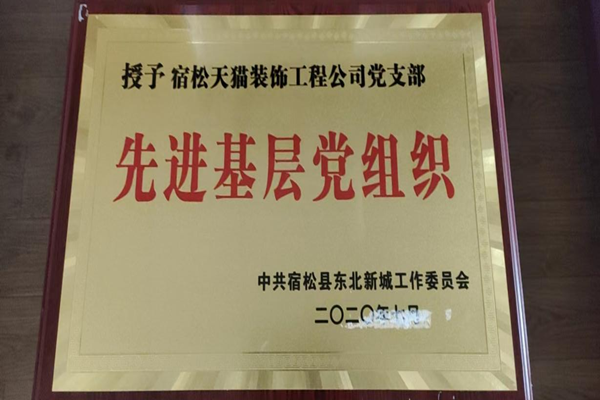 授予 宿松天猫装饰工程公司党支部
先进基层党组织
中共宿松县东北新城工作委员会
二〇二〇年七月